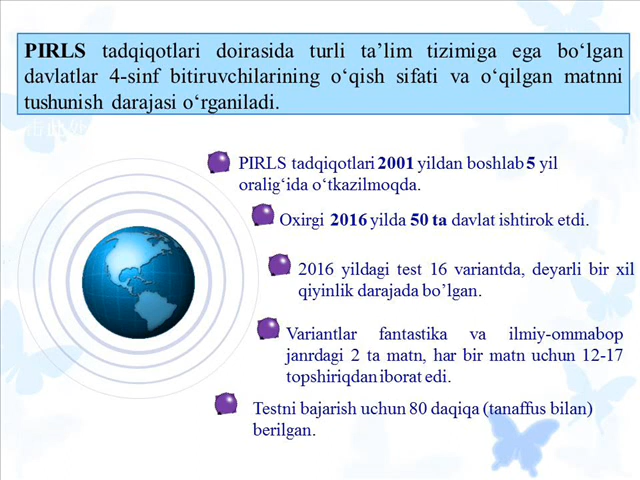 PIRLS tadqiqotlari doirasida turli ta’lim tizimiga ega bo‘lgan
davlatlar 4-sinf bitiruvchilarining o‘qish sifati va o‘qilgan matnni
tushunish darajasi o‘rganiladi.
PIRLS tadqiqotlari 2001 yildan boshlab 5 yil
oralig‘ida o‘tkazilmoqda.
Oxirgi 2016 yilda 50 ta davlat ishtirok etdi.
2016 yildagi test 16 variantda, deyarli bir xil
qiyinlik darajada bo’lgan.
Variantlar fantastika va ilmiy-ommabop
janrdagi 2 ta matn, har bir matn uchun 12-17
topshiriqdan iborat edi.
Testni bajarish uchun 80 daqiqa (tanaffus bilan)
berilgan.